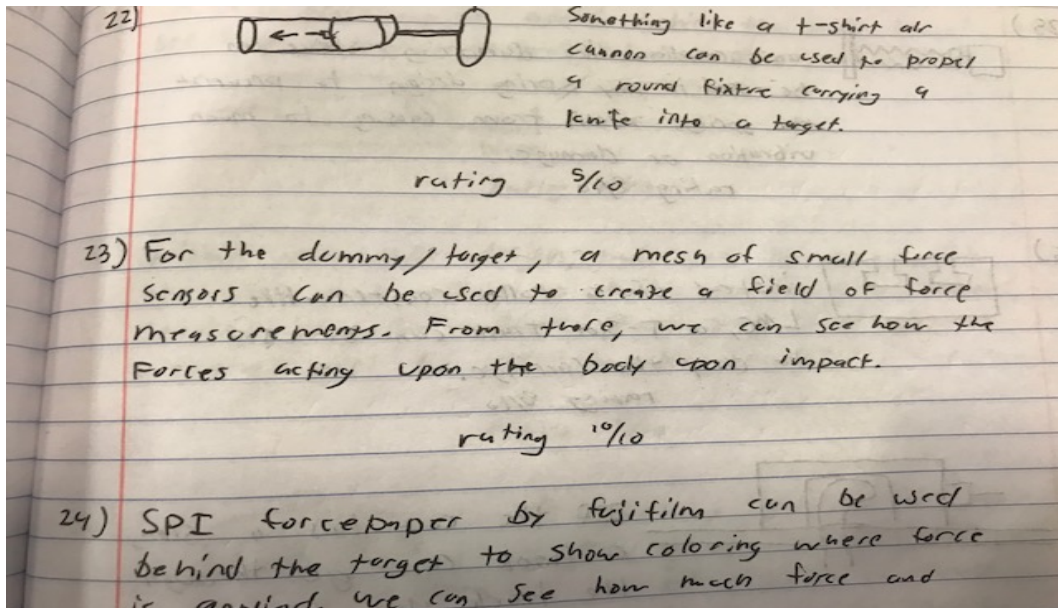 22)
Something like a t-shirt air
cannon can be used to propel
a round fixture carrying a
knife into a target.
rating 5/10
23) For the dummy/target, a mesh of small force
sensors can be used to create a field of force
measurements. From there, we can see how the
Forces acting upon the body upon impact.
rating 10/10
24) SPI forcepaper by fujifilm can be used
behind the target to show coloring where force
is applied. we can see how much force and